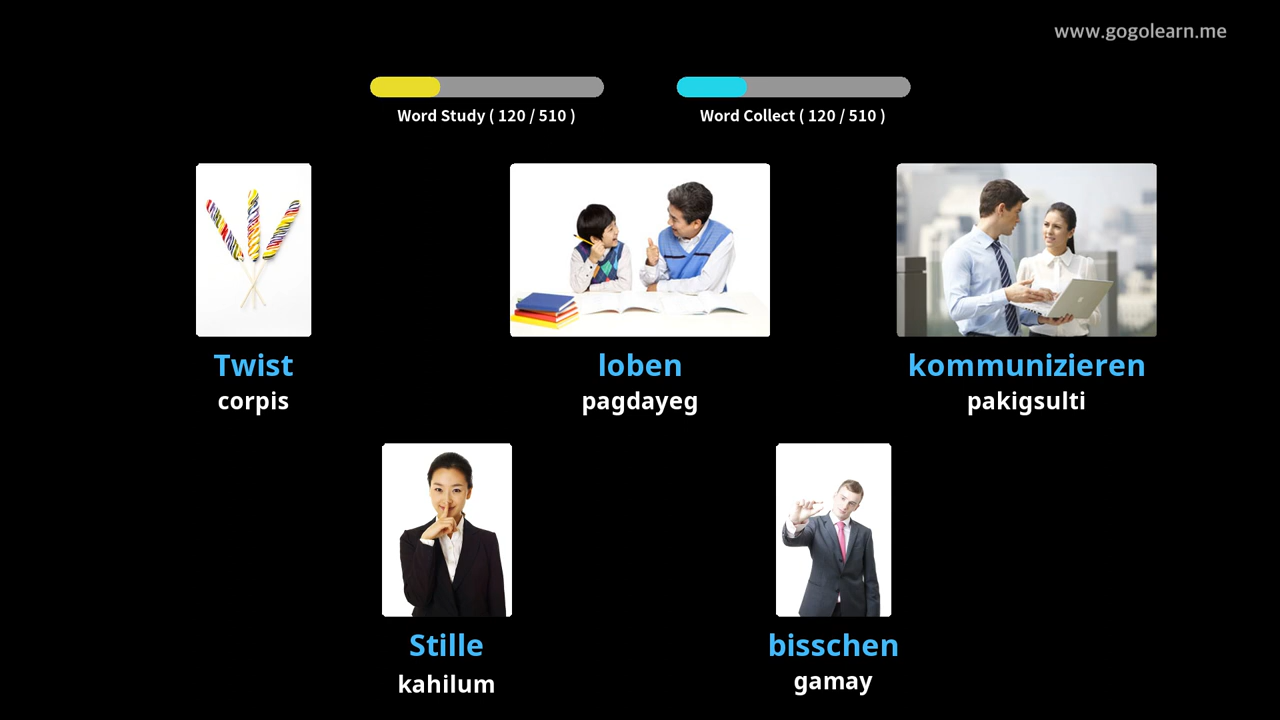 www.gogolearn.me
Word Study ( 120 / 510 )
Word Collect ( 120 / 510 )
Twist
corpis
loben
pagdayeg
kommunizieren
pakigsulti
Stille
kahilum
bisschen
gamay